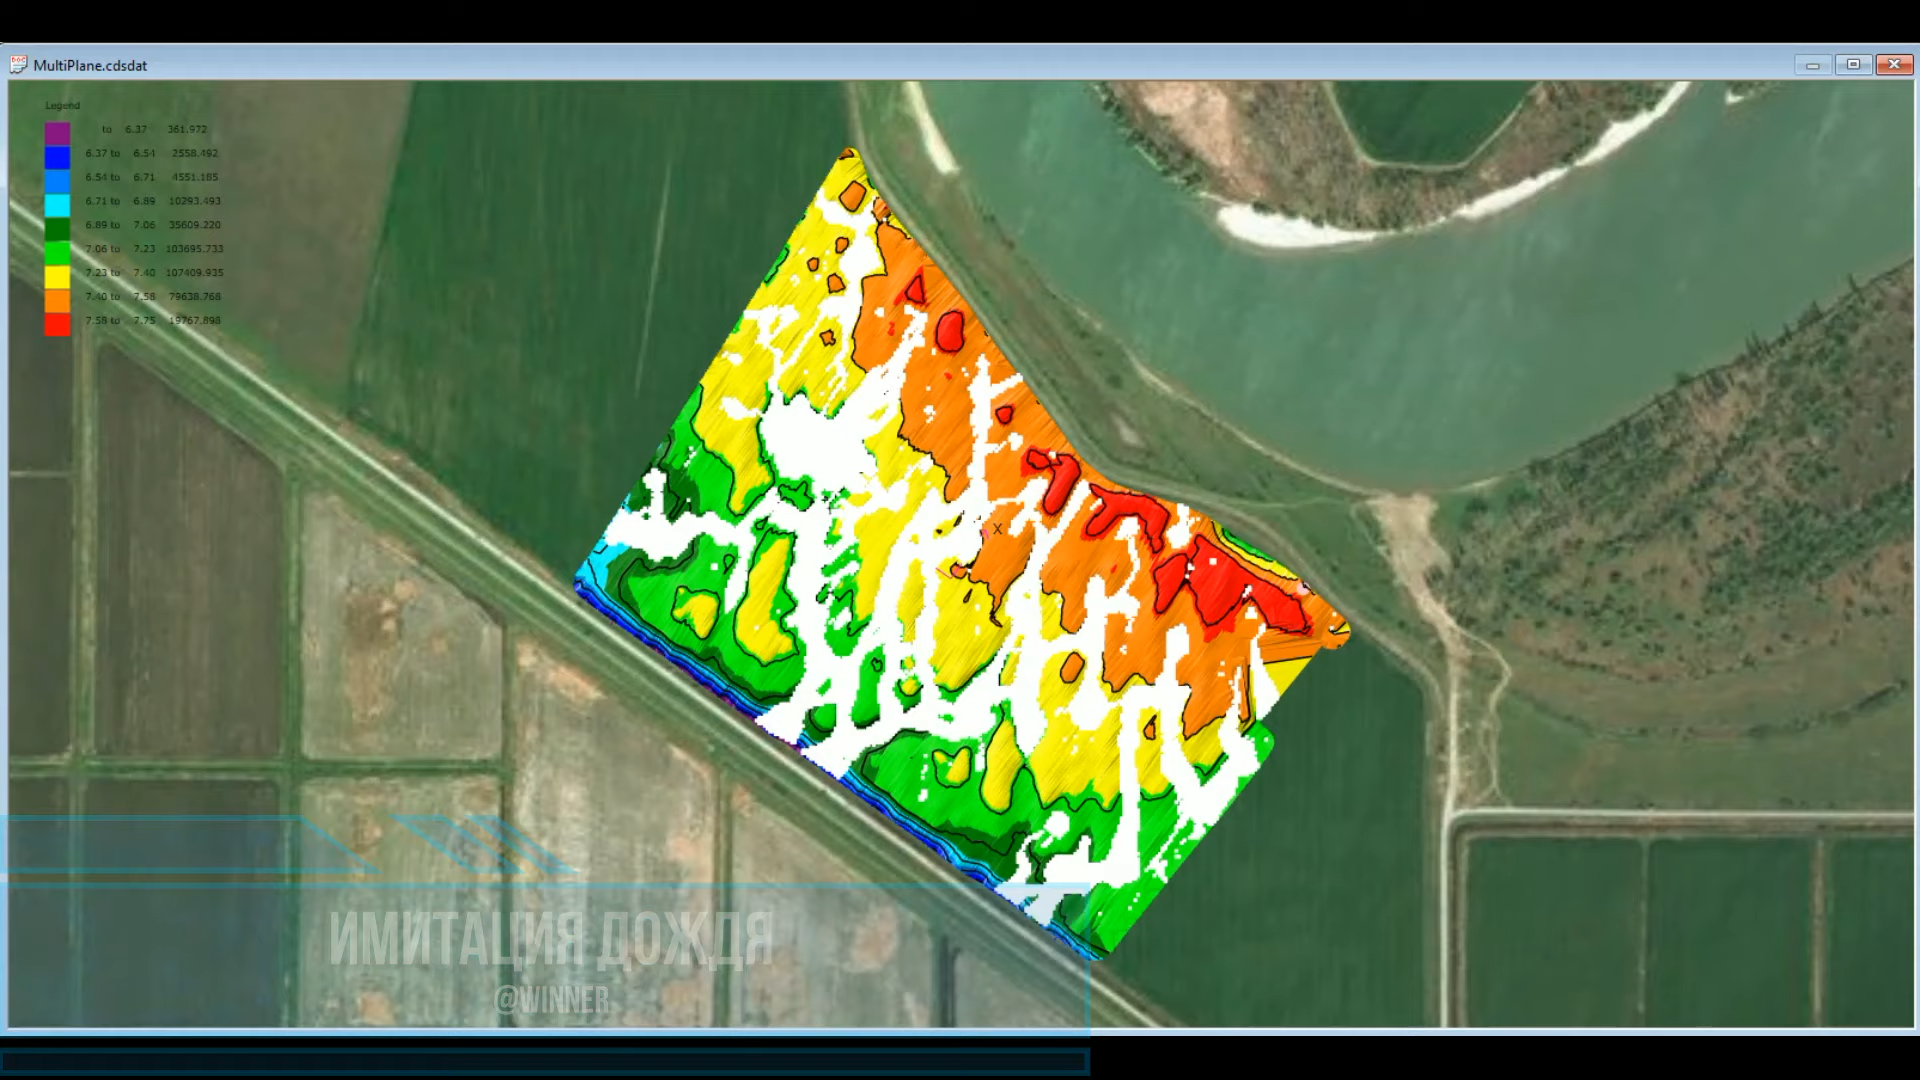 MultiPlane.cdsdat
Legend
to 6.37 361.972
6.37 to 6.54 2558.492
6.54 to 6.71 4551.185
6.71 to 6.89 10293.493
6.89 to 7.06 35609.220
7.06 to 7.23 103695.733
7.23 to 7.40 107409.935
7.40 to 7.58 79638.768
7.58 to 7.75 19767.898
X
ИМИТАЦИЯ ДОЖДЯ
@WINNER